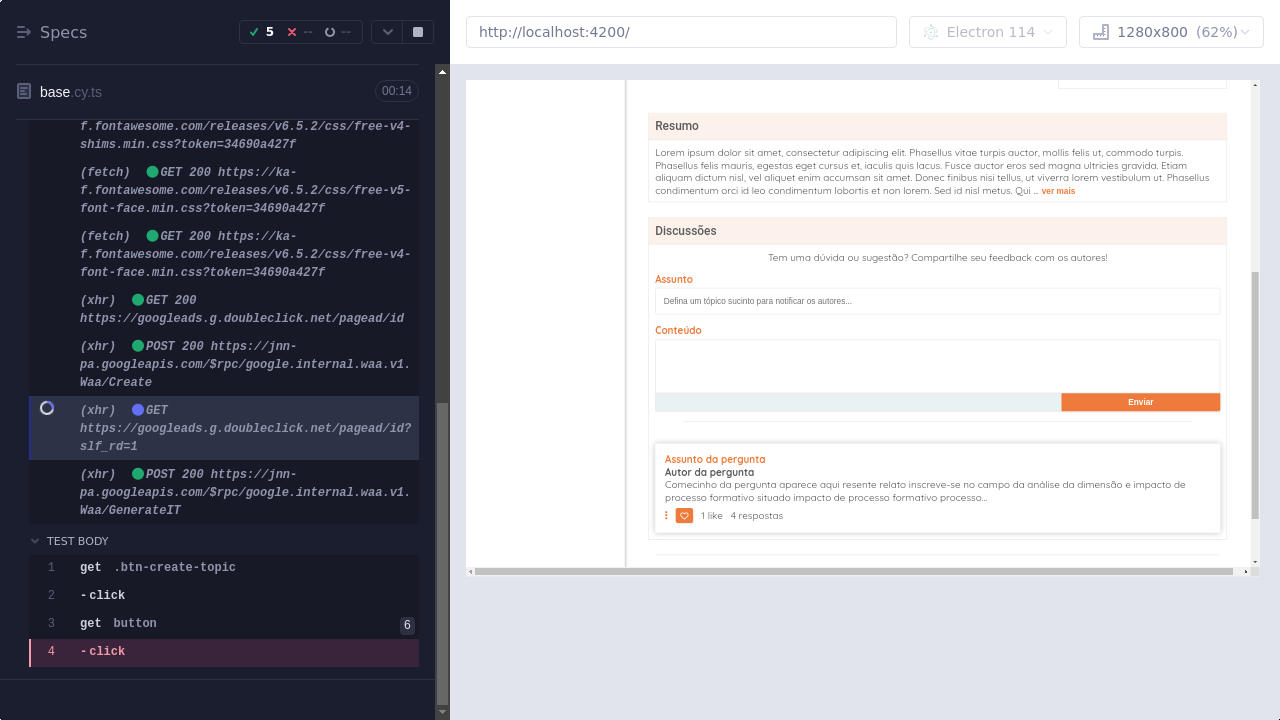 Specs
5
--
--
http://localhost:4200/
Electron 114
1280x800 (62%)
base.cy.ts
00:14
f.fontawesome.com/releases/v6.5.2/css/free-v4-
shims.min.css?token=34690a427f
(fetch) GET 200 https://ka-
f.fontawesome.com/releases/v6.5.2/css/free-v5-
font-face.min.css?token=34690a427f
(fetch) GET 200 https://ka-
f.fontawesome.com/releases/v6.5.2/css/free-v4-
font-face.min.css?token=34690a427f
(xhr) GET 200
https://googleads.g.doubleclick.net/pagead/id
(xhr) POST 200 https://jnn-
pa.googleapis.com/$rpc/google.internal.waa.v1.
Waa/Create
(xhr) GET
https://googleads.g.doubleclick.net/pagead/id?
slf_rd=1
(xhr) POST 200 https://jnn-
pa.googleapis.com/$rpc/google.internal.waa.v1.
Waa/GenerateIT
TEST BODY
1 get .btn-create-topic
2 -click
3 get button 6
4 -click
Resumo
Lorem ipsum dolor sit amet, consectetur adipiscing elit. Phasellus vitae turpis auctor, mollis felis ut, commodo turpis.
Phasellus felis mauris, egestas eget cursus et, iaculis quis lacus. Fusce auctor eros sed magna ultricies gravida. Etiam
aliquam dictum nisl, vel aliquet enim accumsan sit amet. Donec finibus nisi tellus, ut viverra lorem vestibulum ut. Phasellus
condimentum orci id leo condimentum lobortis et non lorem. Sed id nisl metus. Qui ... ver mais
Discussões
Tem uma dúvida ou sugestão? Compartilhe seu feedback com os autores!
Assunto
Defina um tópico sucinto para notificar os autores...
Conteúdo
Enviar
Assunto da pergunta
Autor da pergunta
Comecinho da pergunta aparece aqui resente relato inscreve-se no campo da análise da dimensão e impacto de
processo formativo situado impacto de processo formativo processo...
1 like 4 respostas